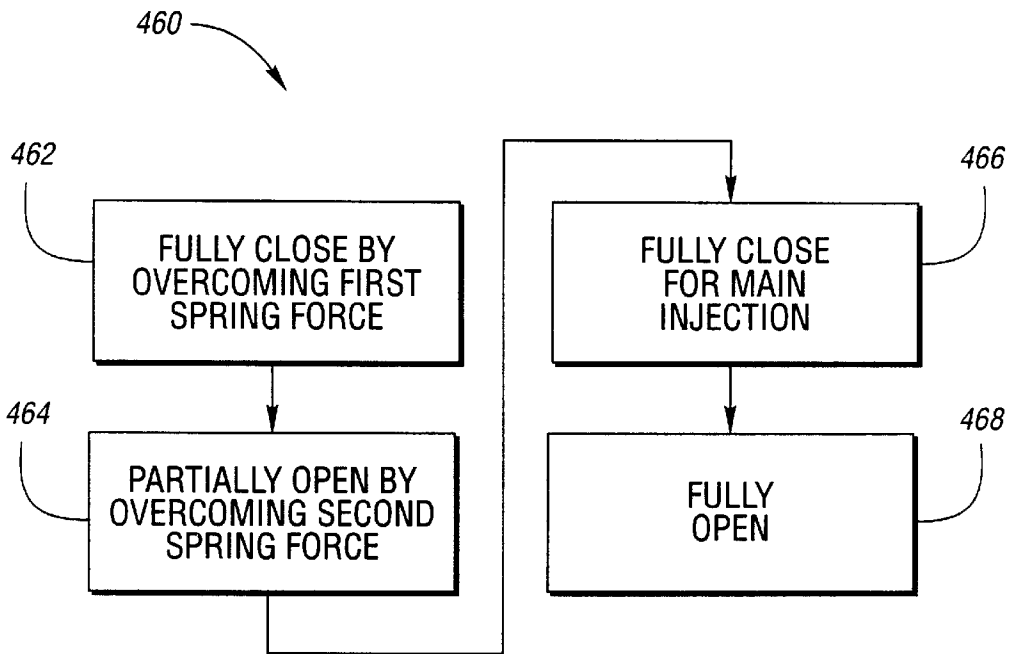 460
462
FULLY CLOSE BY
OVERCOMING FIRST
SPRING FORCE
464
PARTIALLY OPEN BY
OVERCOMING SECOND
SPRING FORCE
466
FULLY CLOSE
FOR MAIN
INJECTION
468
FULLY
OPEN